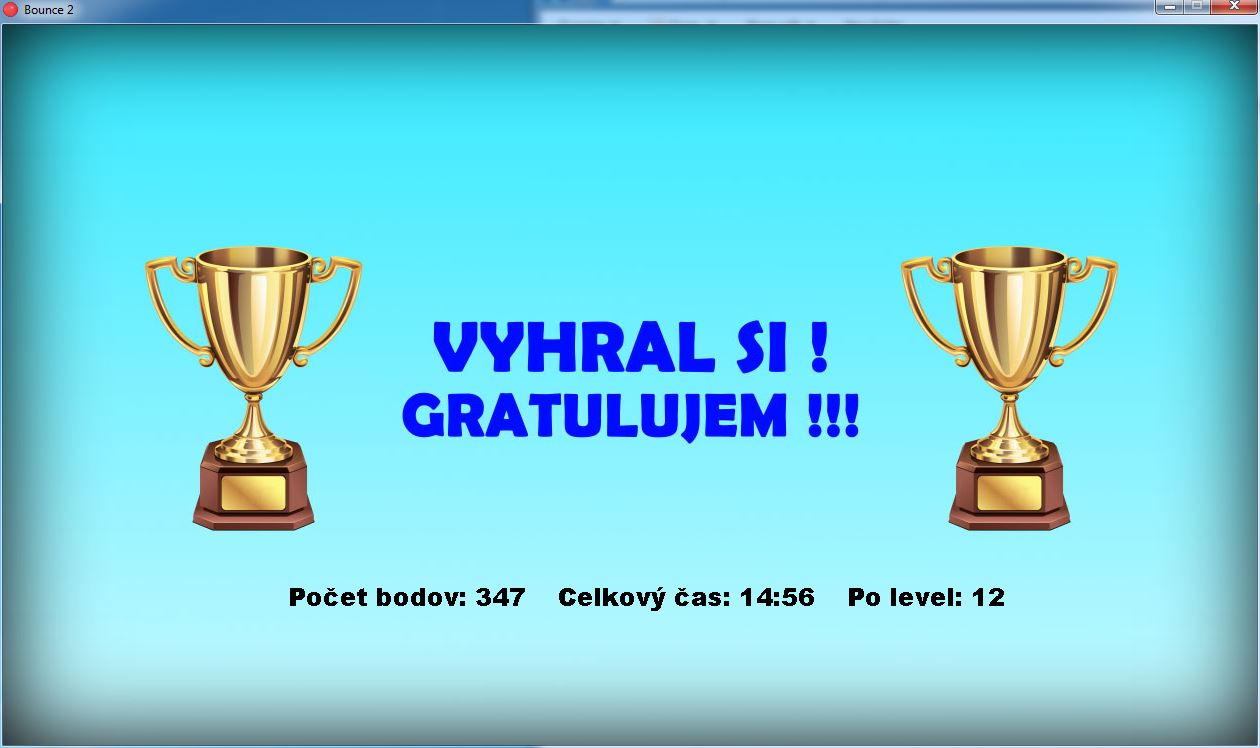 Bounce 2
VYHRAL SI !
GRATULUJEM !!!
Počet bodov: 347 Celkový čas: 14:56 Po level: 12